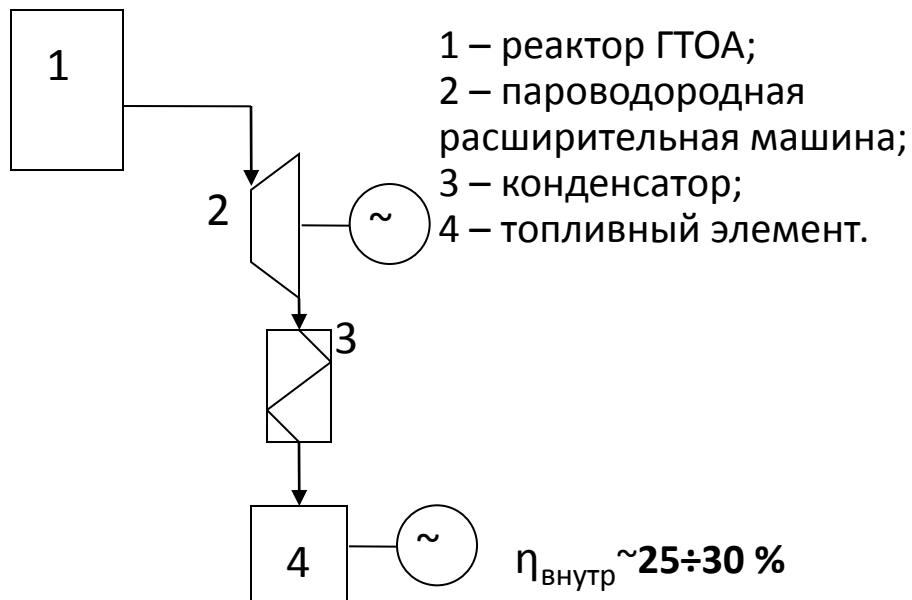 1
1 – реактор ГТОА;
2 – пароводородная
расширительная машина;
3 – конденсатор;
4 – топливный элемент.
2
~
3
4
~
ηвнутр~25÷30 %